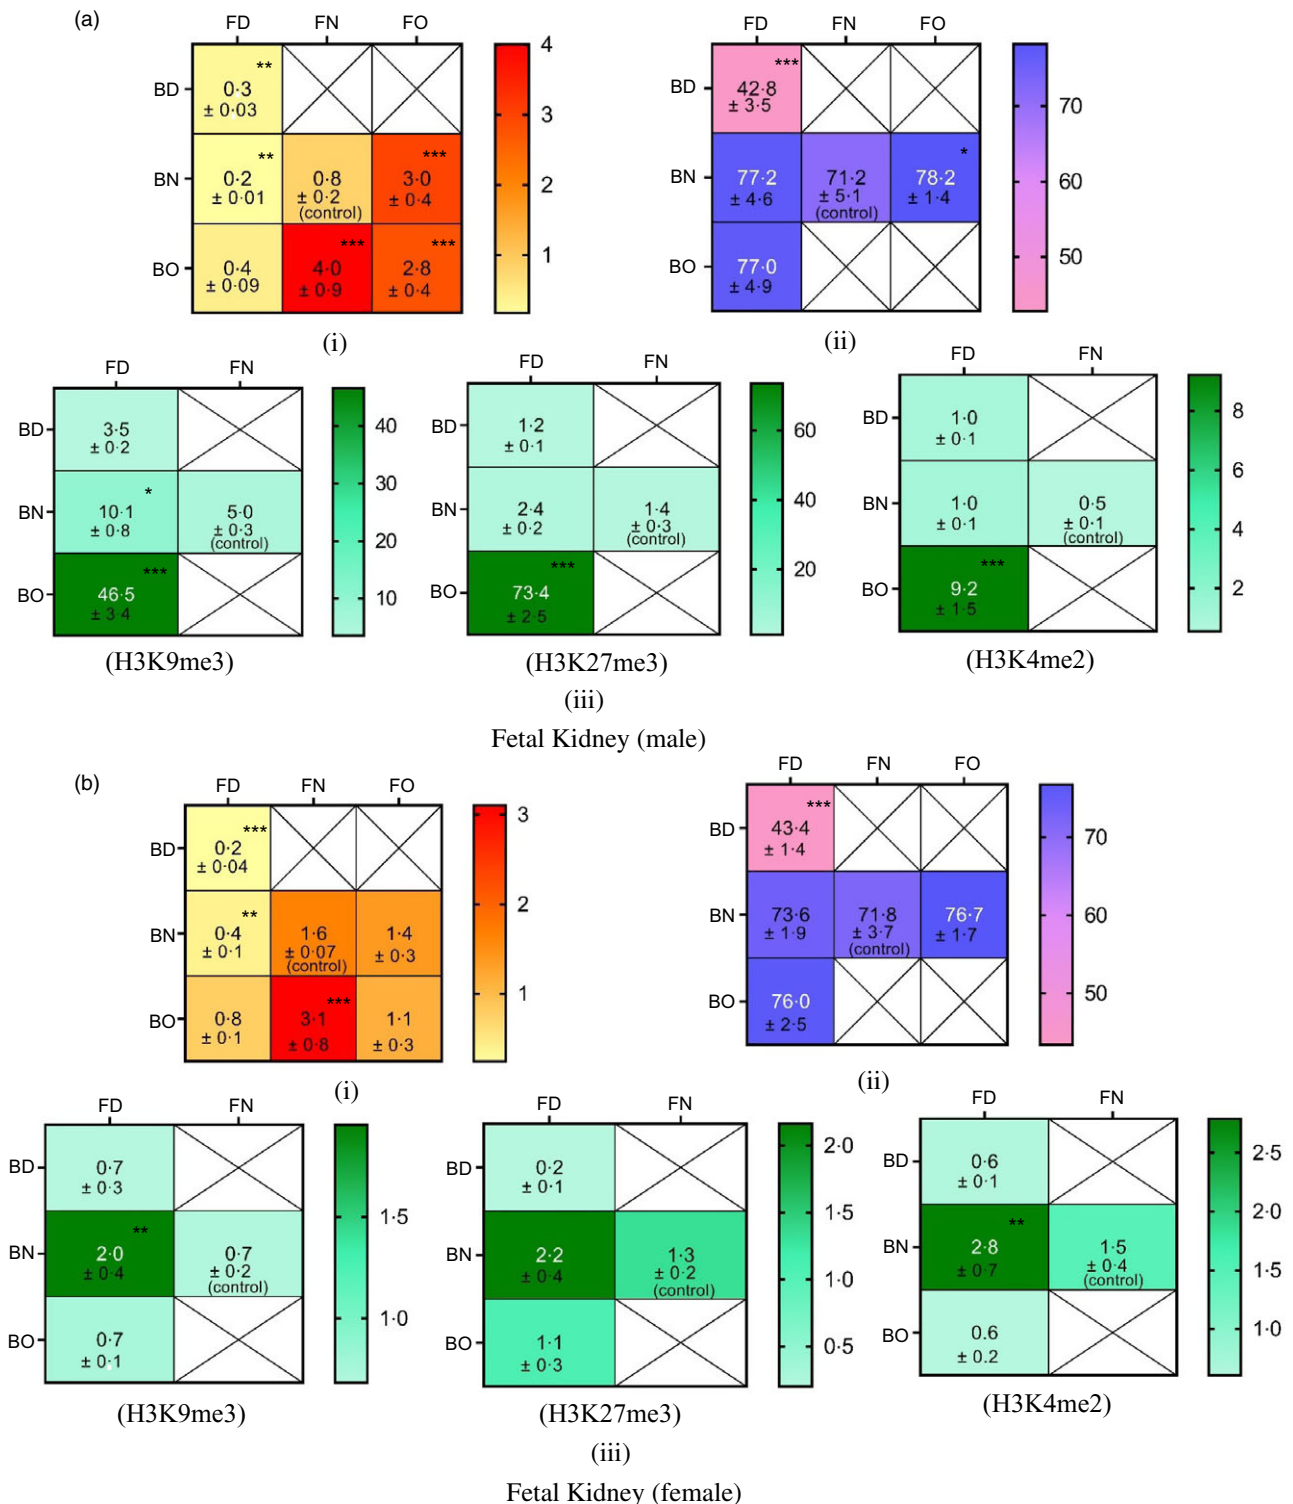 (a)
FD FN FO
BD 0·3 ** ± 0·03
BN 0·2 ** ± 0·01 0·8 ± 0·2 (control) 3·0 *** ± 0·4
BO 0·4 ± 0·09 4·0 *** ± 0·9 2·8 *** ± 0·4
4
3
2
1
(i)
FD FN FO
BD 42·8 *** ± 3·5
BN 77·2 ± 4·6 71·2 ± 5·1 (control) 78·2 * ± 1·4
BO 77·0 ± 4·9
70
60
50
(ii)
FD FN
BD 3·5 ± 0·2
BN 10·1 * ± 0·8 5·0 ± 0·3 (control)
BO 46·5 *** ± 3·4
40
30
20
10
(H3K9me3)
FD FN
BD 1·2 ± 0·1
BN 2·4 ± 0·2 1·4 ± 0·3 (control)
BO 73·4 *** ± 2·5
60
40
20
(H3K27me3)
FD FN
BD 1·0 ± 0·1
BN 1·0 ± 0·1 0·5 ± 0·1 (control)
BO 9·2 *** ± 1·5
8
6
4
2
(H3K4me2)
(iii)
Fetal Kidney (male)
(b)
FD FN FO
BD 0·2 *** ± 0·04
BN 0·4 ** ± 0·1 1·6 ± 0·07 (control) 1·4 ± 0·3
BO 0·8 ± 0·1 3·1 *** ± 0·8 1·1 ± 0·3
3
2
1
(i)
FD FN FO
BD 43·4 *** ± 1·4
BN 73·6 ± 1·9 71·8 ± 3·7 (control) 76·7 ± 1·7
BO 76·0 ± 2·5
70
60
50
(ii)
FD FN
BD 0·7 ± 0·3
BN 2·0 ** ± 0·4 0·7 ± 0·2 (control)
BO 0·7 ± 0·1
1·5
1·0
(H3K9me3)
FD FN
BD 0·2 ± 0·1
BN 2·2 ± 0·4 1·3 ± 0·2 (control)
BO 1·1 ± 0·3
2·0
1·5
1·0
0·5
(H3K27me3)
FD FN
BD 0·6 ± 0·1
BN 2·8 ** ± 0·7 1·5 ± 0·4 (control)
BO 0·6 ± 0·2
2·5
2·0
1·5
1·0
(H3K4me2)
(iii)
Fetal Kidney (female)